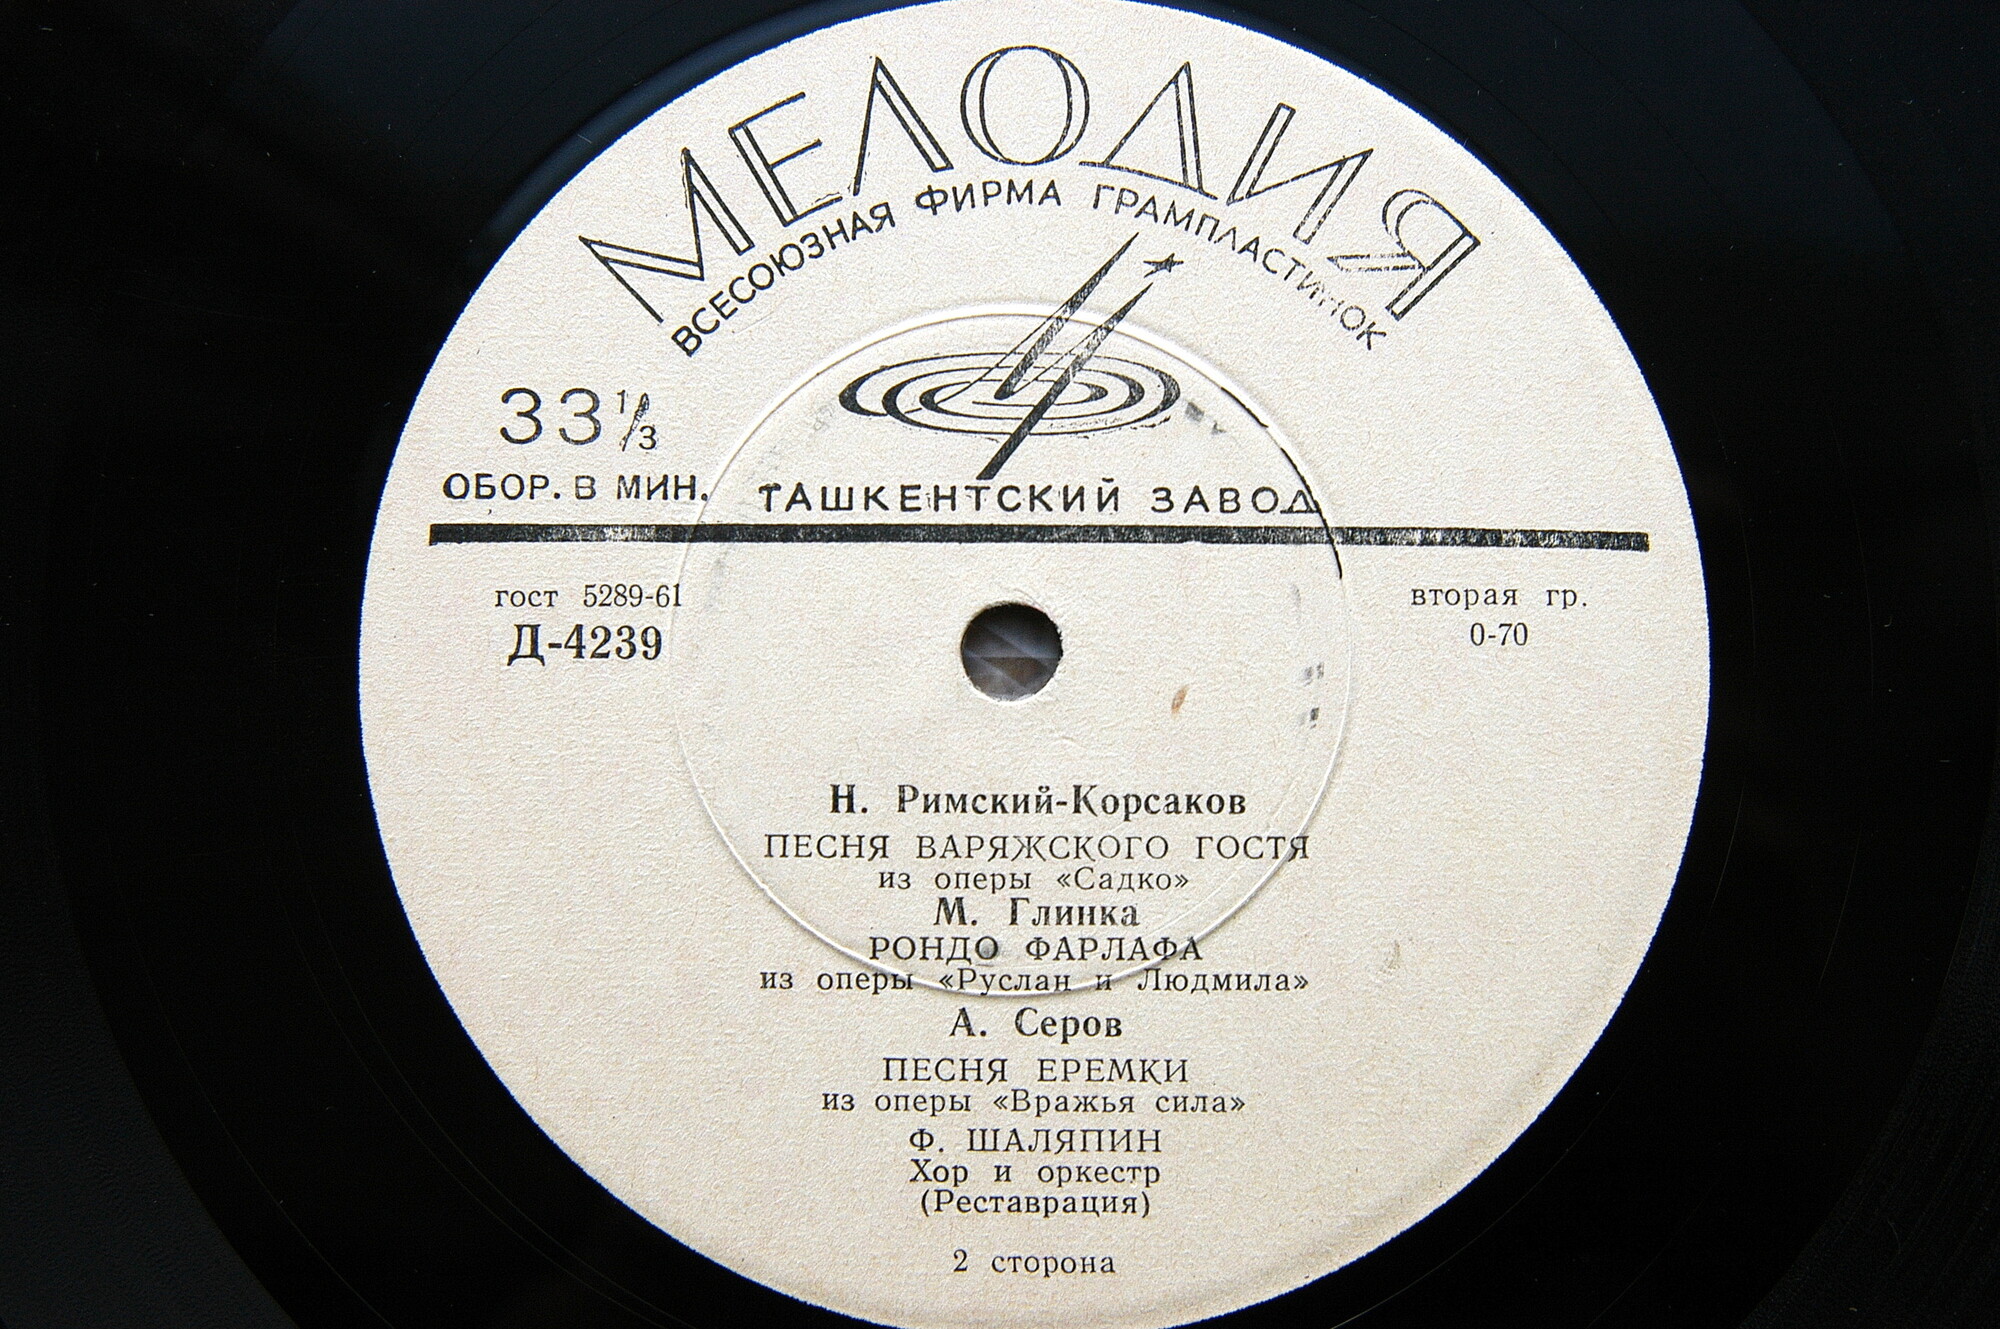 МЕЛОДИЯ
ВСЕСОЮЗНАЯ ФИРМА ГРАМПЛАСТИНОК
33 1/3
ОБОР. В МИН.
ТАШКЕНТСКИЙ ЗАВОД
гост 5289-61
вторая гр.
Д-4239
0-70
Н. Римский-Корсаков
ПЕСНЯ ВАРЯЖСКОГО ГОСТЯ
из оперы «Садко»
М. Глинка
РОНДО ФАРЛАФА
из оперы «Руслан и Людмила»
А. Серов
ПЕСНЯ ЕРЕМКИ
из оперы «Вражья сила»
Ф. ШАЛЯПИН
Хор и оркестр
(Реставрация)
2 сторона